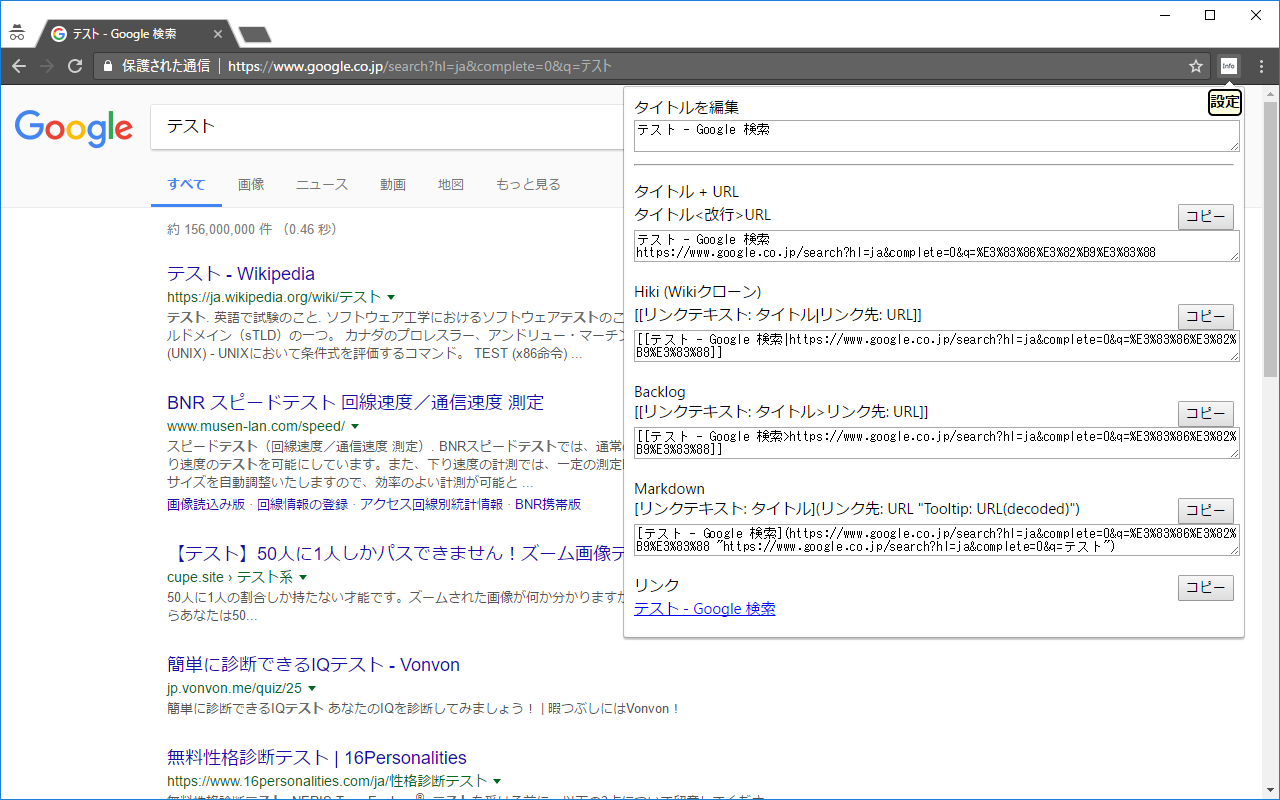 テスト - Google 検索
保護された通信 | https://www.google.co.jp/search?hl=ja&complete=0&q=テスト
Info
Google
テスト
すべて 画像 ニュース 動画 地図 もっと見る
約 156,000,000 件 (0.46 秒)
テスト - Wikipedia
https://ja.wikipedia.org/wiki/テスト
テスト. 英語で試験のこと. ソフトウェア工学におけるソフトウェアテストのこ
ルドメイン（sTLD）の一つ。 カナダのプロレスラー、アンドリュー・マーチン
(UNIX) - UNIXにおいて条件式を評価するコマンド。 TEST (x86命令) ...
BNR スピードテスト 回線速度／通信速度 測定
www.musen-lan.com/speed/
スピードテスト（回線速度／通信速度 測定）. BNRスピードテストでは、通常の
り速度のテストを可能にしています。また、下り速度の計測では、一定の測定
サイズを自動調整いたしますので、効率のよい計測が可能と ...
画像読込み版 · 回線情報の登録 · アクセス回線別統計情報 · BNR携帯版
【テスト】50人に1人しかパスできません！ズーム画像テ
cupe.site › テスト系
50人に1人の割合しか持たない才能です。ズームされた画像が何か分かりますか
らあなたは50...
簡単に診断できるIQテスト - Vonvon
jp.vonvon.me/quiz/25
簡単に診断できるIQテスト あなたのIQを診断してみましょう！ | 暇つぶしにはVonvon！
無料性格診断テスト | 16Personalities
https://www.16personalities.com/ja/性格診断テスト
設定
タイトルを編集
テスト - Google 検索
タイトル + URL
タイトル<改行>URL
コピー
テスト - Google 検索
https://www.google.co.jp/search?hl=ja&complete=0&q=%E3%83%86%E3%82%B9%E3%83%88
Hiki (Wikiクローン)
[[リンクテキスト: タイトル|リンク先: URL]]
コピー
[[テスト - Google 検索|https://www.google.co.jp/search?hl=ja&complete=0&q=%E3%83%86%E3%82%
B9%E3%83%88]]
Backlog
[[リンクテキスト: タイトル>リンク先: URL]]
コピー
[[テスト - Google 検索>https://www.google.co.jp/search?hl=ja&complete=0&q=%E3%83%86%E3%82%
B9%E3%83%88]]
Markdown
[リンクテキスト: タイトル](リンク先: URL "Tooltip: URL(decoded)")
コピー
[テスト - Google 検索](https://www.google.co.jp/search?hl=ja&complete=0&q=%E3%83%86%E3%82%
B9%E3%83%88 "https://www.google.co.jp/search?hl=ja&complete=0&q=テスト")
リンク
コピー
テスト - Google 検索